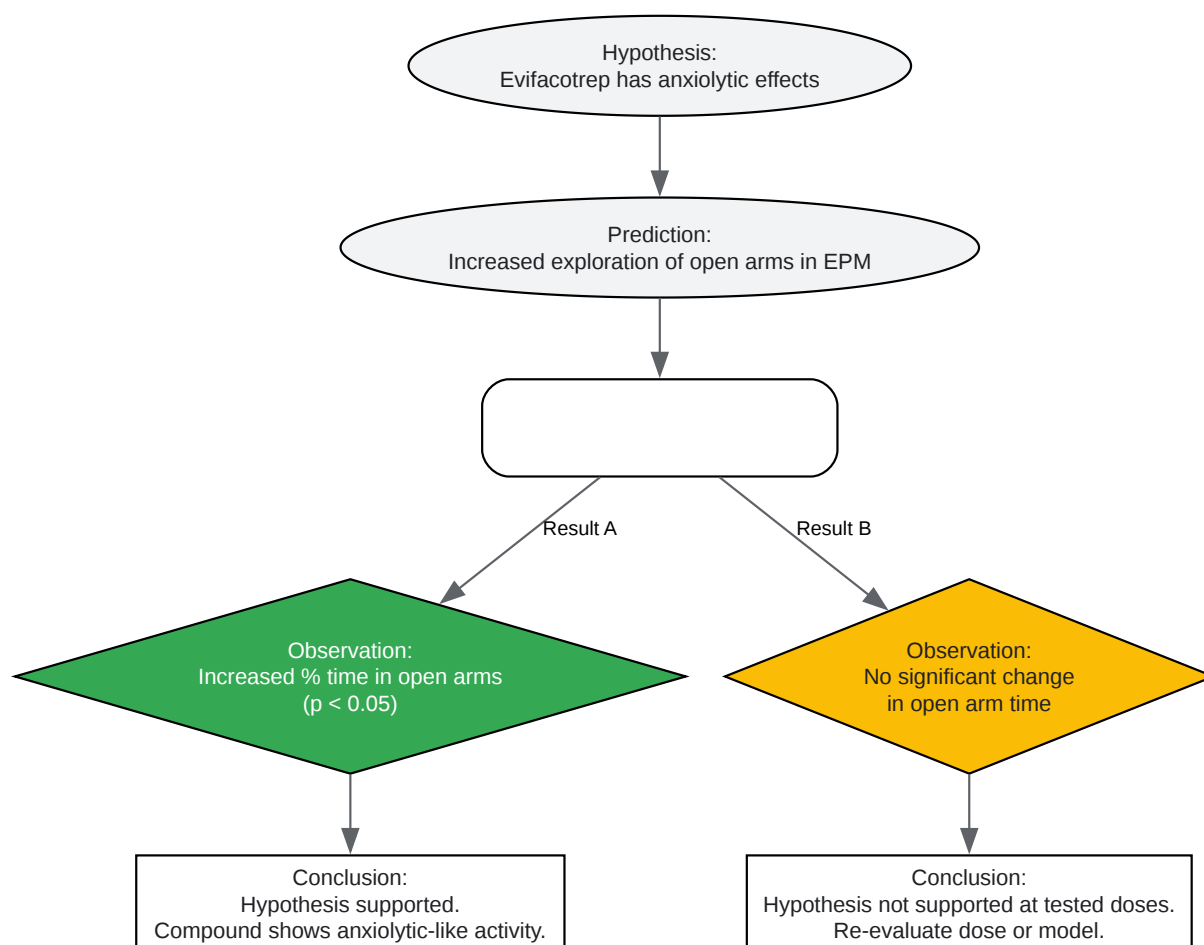 Hypothesis:
Evifacotrep has anxiolytic effects
Prediction:
Increased exploration of open arms in EPM
Result A
Result B
Observation:
Increased % time in open arms
(p < 0.05)
Observation:
No significant change
in open arm time
Conclusion:
Hypothesis supported.
Compound shows anxiolytic-like activity.
Conclusion:
Hypothesis not supported at tested doses.
Re-evaluate dose or model.